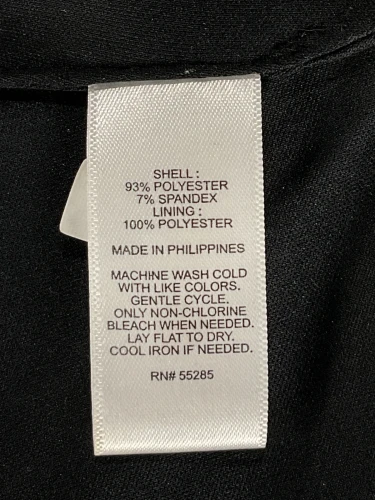 SHELL :
93% POLYESTER
7% SPANDEX
LINING :
100% POLYESTER
MADE IN PHILIPPINES
MACHINE WASH COLD
WITH LIKE COLORS.
GENTLE CYCLE.
ONLY NON-CHLORINE
BLEACH WHEN NEEDED.
LAY FLAT TO DRY.
COOL IRON IF NEEDED.
RN# 55285